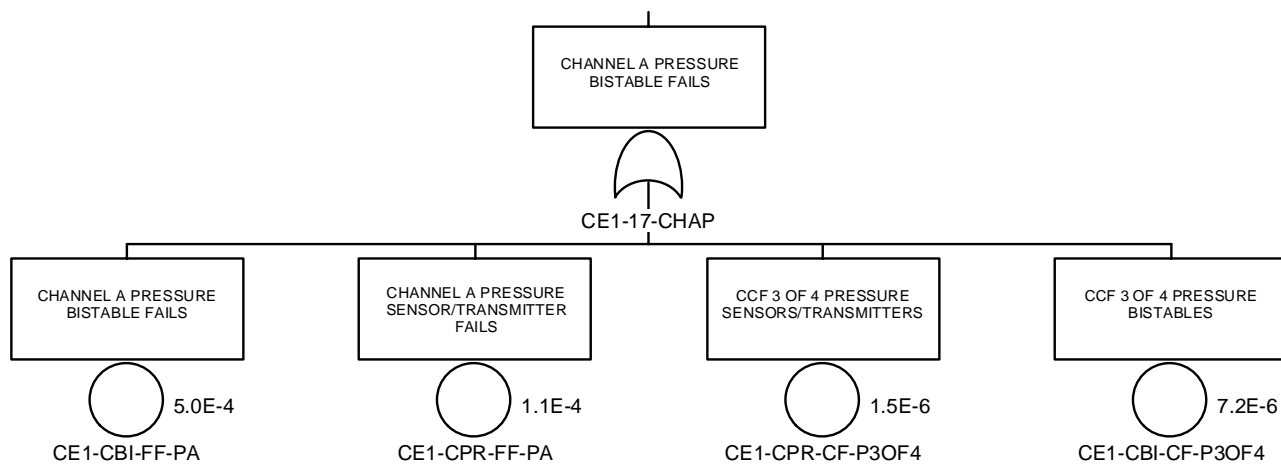 CHANNEL A PRESSURE
BISTABLE FAILS
CE1-17-CHAP
CHANNEL A PRESSURE
BISTABLE FAILS
CHANNEL A PRESSURE
SENSOR/TRANSMITTER
FAILS
CCF 3 OF 4 PRESSURE
SENSORS/TRANSMITTERS
CCF 3 OF 4 PRESSURE
BISTABLES
5.0E-4
1.1E-4
1.5E-6
7.2E-6
CE1-CBI-FF-PA
CE1-CPR-FF-PA
CE1-CPR-CF-P3OF4
CE1-CBI-CF-P3OF4